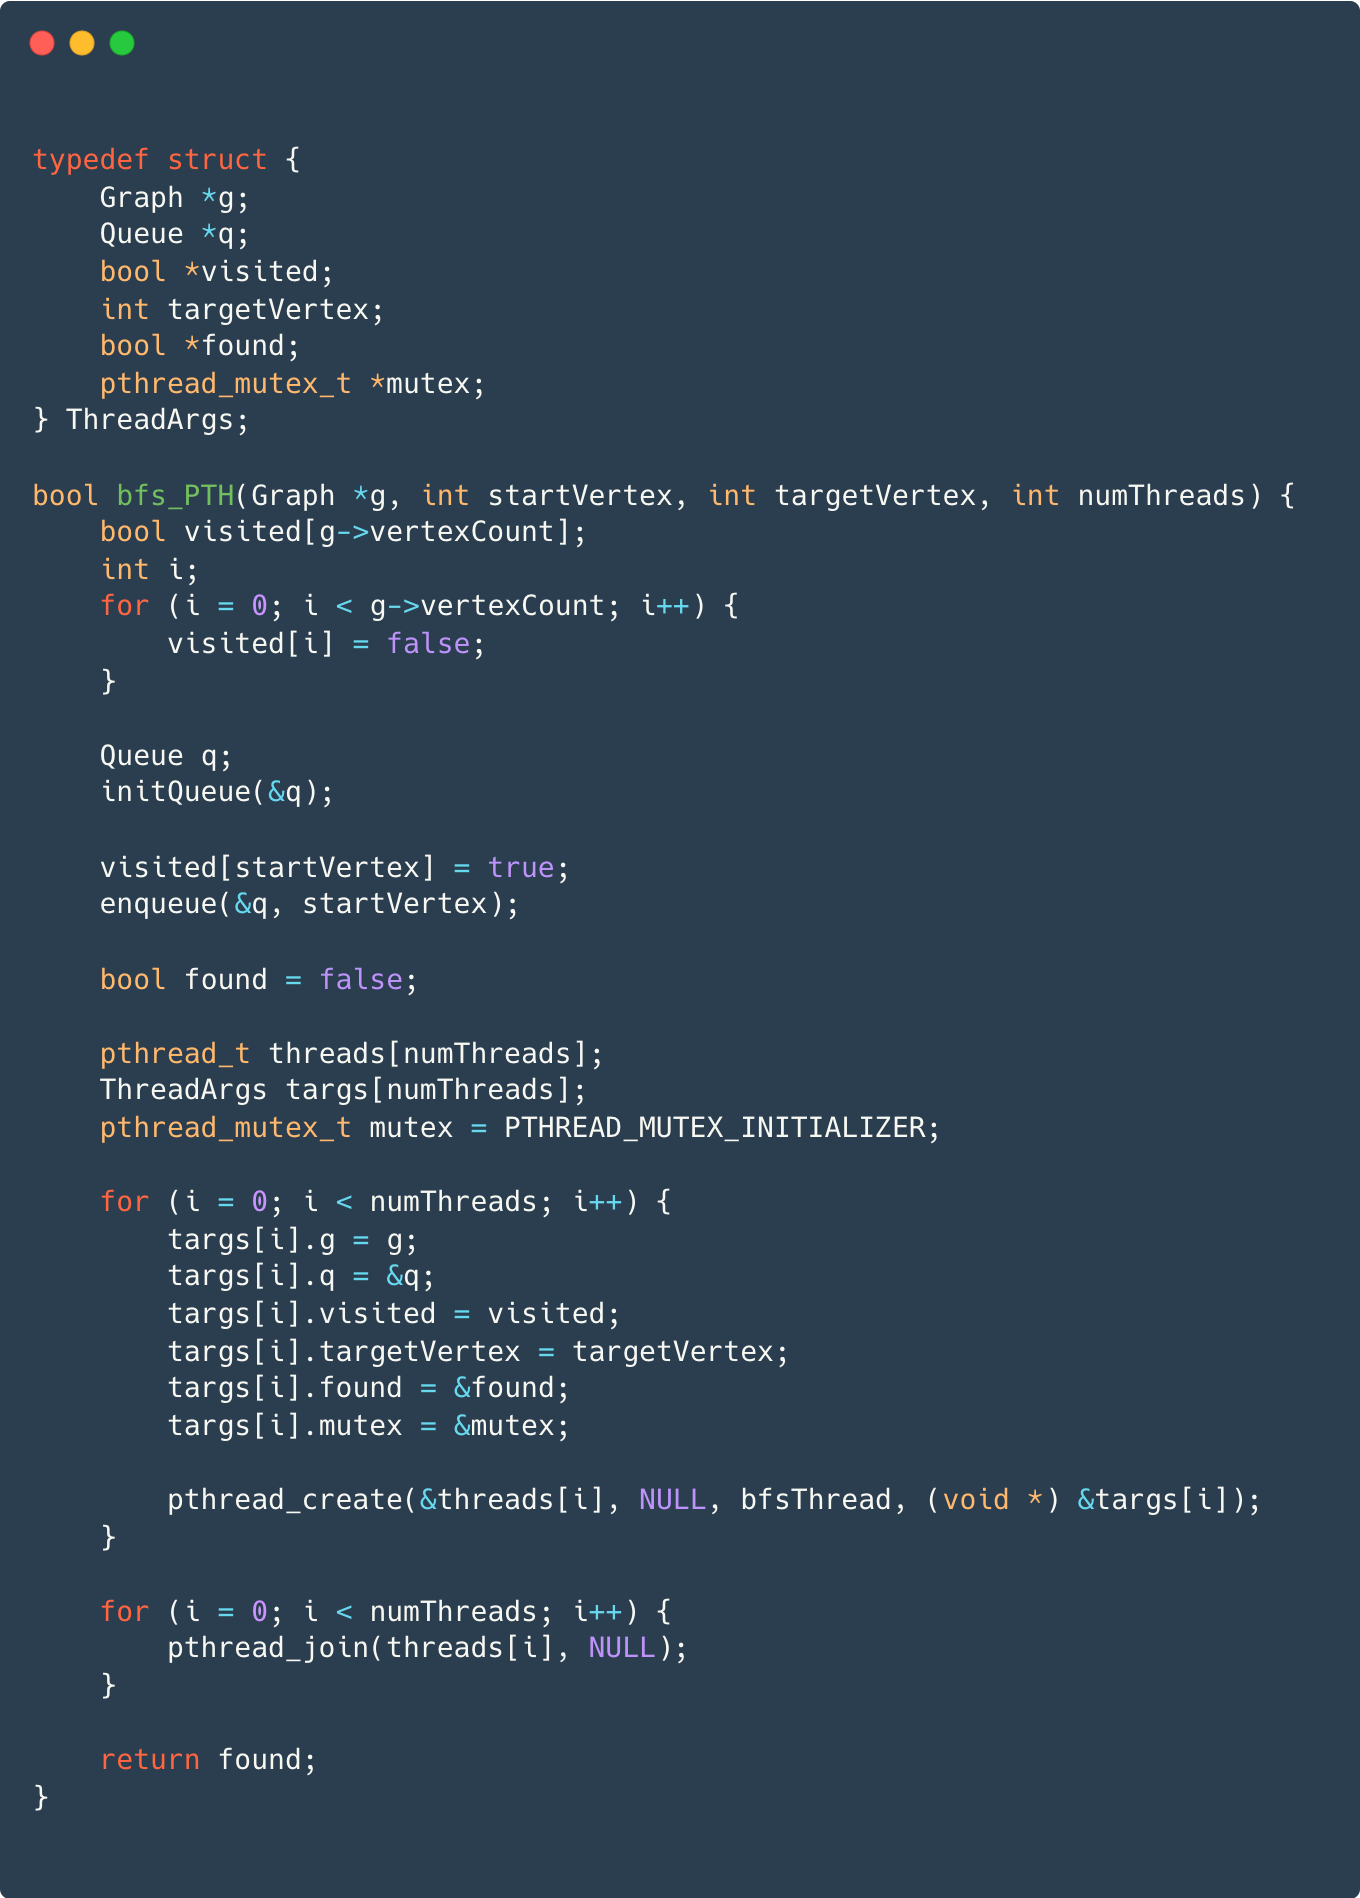 typedef struct {
    Graph *g;
    Queue *q;
    bool *visited;
    int targetVertex;
    bool *found;
    pthread_mutex_t *mutex;
} ThreadArgs;

bool bfs_PTH(Graph *g, int startVertex, int targetVertex, int numThreads) {
    bool visited[g->vertexCount];
    int i;
    for (i = 0; i < g->vertexCount; i++) {
        visited[i] = false;
    }

    Queue q;
    initQueue(&q);

    visited[startVertex] = true;
    enqueue(&q, startVertex);

    bool found = false;

    pthread_t threads[numThreads];
    ThreadArgs targs[numThreads];
    pthread_mutex_t mutex = PTHREAD_MUTEX_INITIALIZER;

    for (i = 0; i < numThreads; i++) {
        targs[i].g = g;
        targs[i].q = &q;
        targs[i].visited = visited;
        targs[i].targetVertex = targetVertex;
        targs[i].found = &found;
        targs[i].mutex = &mutex;

        pthread_create(&threads[i], NULL, bfsThread, (void *) &targs[i]);
    }

    for (i = 0; i < numThreads; i++) {
        pthread_join(threads[i], NULL);
    }

    return found;
}